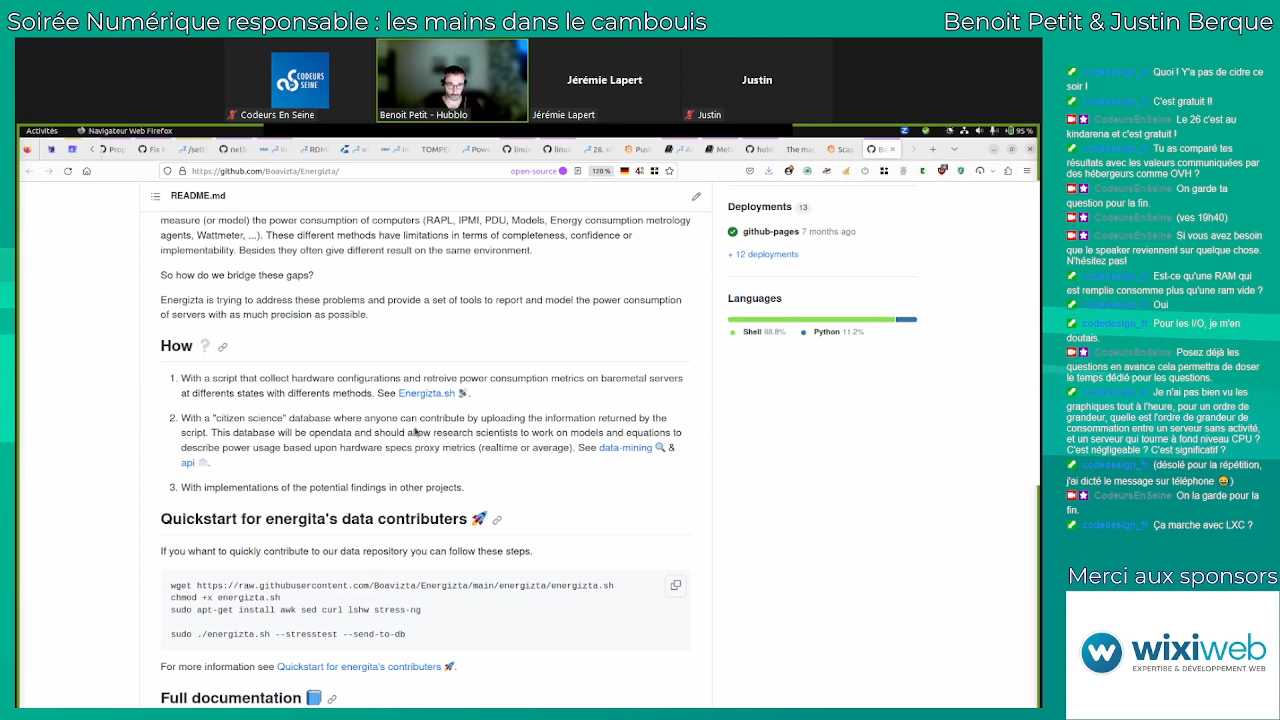 Soirée Numérique responsable : les mains dans le cambouis
Benoit Petit & Justin Berque
CODEURS
EN SEINE
Codeurs En Seine
Benoit Petit - Hubblo
Jérémie Lapert
Jérémie Lapert
Justin
Justin
Activités
Navigateur Web Firefox
95 %
https://github.com/Boavizta/Energizta/
open-source
120 %
README.md
measure (or model) the power consumption of computers (RAPL, IPMI, PDU, Models, Energy consumption metrology
agents, Wattmeter, ...). These different methods have limitations in terms of completeness, confidence or
implementability. Besides they often give different result on the same environment.
So how do we bridge these gaps?
Energizta is trying to address these problems and provide a set of tools to report and model the power consumption
of servers with as much precision as possible.
How ❔
1. With a script that collect hardware configurations and retreive power consumption metrics on baremetal servers
at different states with differents methods. See Energizta.sh
2. With a "citizen science" database where anyone can contribute by uploading the information returned by the
script. This database will be opendata and should allow research scientists to work on models and equations to
describe power usage based upon hardware specs proxy metrics (realtime or average). See data-mining 🔍 &
api
3. With implementations of the potential findings in other projects.
Quickstart for energita's data contributers 🚀
If you whant to quickly contribute to our data repository you can follow these steps.
wget https://raw.githubusercontent.com/Boavizta/Energizta/main/energizta/energizta.sh
chmod +x energizta.sh
sudo apt-get install awk sed curl lshw stress-ng
sudo ./energizta.sh --stresstest --send-to-db
For more information see Quickstart for energita's contributers 🚀.
Full documentation 📘
Deployments 13
github-pages 7 months ago
+ 12 deployments
Languages
Shell 88.8%
Python 11.2%
codedesign_fr Quoi ! Y'a pas de cidre ce
soir !
codedesign_fr C'est gratuit !!
CodeursEnSeine Le 26 c'est au
kindarena et c'est gratuit !
codedesign_fr Tu as comparé tes
résultats avec les valeurs communiquées par
des hébergeurs comme OVH ?
CodeursEnSeine On garde ta
question pour la fin.
CodeursEnSeine (ves 19h40)
CodeursEnSeine Si vous avez besoin
que le speaker reviennent sur quelque chose.
N'hésitez pas!
codedesign_fr Est-ce qu'une RAM qui
est remplie consomme plus qu'une ram vide ?
codedesign_fr Oui
codedesign_fr Pour les I/O, je m'en
doutais.
CodeursEnSeine Posez déjà les
questions en avance cela permettra de doser
le temps dédié pour les questions.
codedesign_fr Je n'ai pas bien vu les
graphiques tout à l'heure, pour un ordre de
grandeur, quelle est l'ordre de grandeur de
consommation entre un serveur sans activité,
et un serveur qui tourne à fond niveau CPU ?
C'est négligeable ? C'est significatif ?
codedesign_fr (désolé pour la répétition,
j'ai dicté le message sur téléphone 😅)
CodeursEnSeine On la garde pour la
fin.
codedesign_fr Ça marche avec LXC ?
Merci aux sponsors
wixiweb
EXPERTISE & DÉVELOPPEMENT WEB